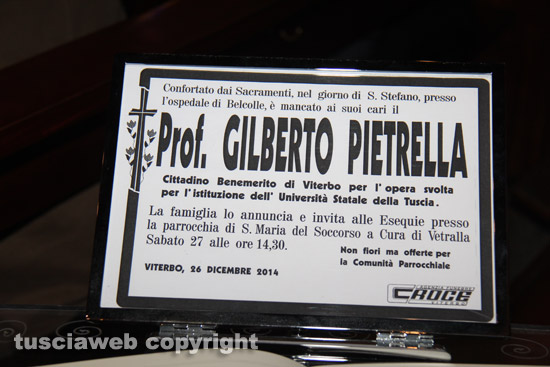 Confortato dai Sacramenti, nel giorno di S. Stefano, presso
l'ospedale di Belcolle, è mancato ai suoi cari il
Prof. GILBERTO PIETRELLA
Cittadino Benemerito di Viterbo per l'opera svolta
per l'istituzione dell' Università Statale della Tuscia.
La famiglia lo annuncia e invita alle Esequie presso
la parrocchia di S. Maria del Soccorso a Cura di Vetralla
Sabato 27 alle ore 14,30.
Non fiori ma offerte per
la Comunità Parrocchiale
VITERBO, 26 DICEMBRE 2014
AGENZIA FUNEBRE
CROCE
VITERBO
tusciaweb copyright